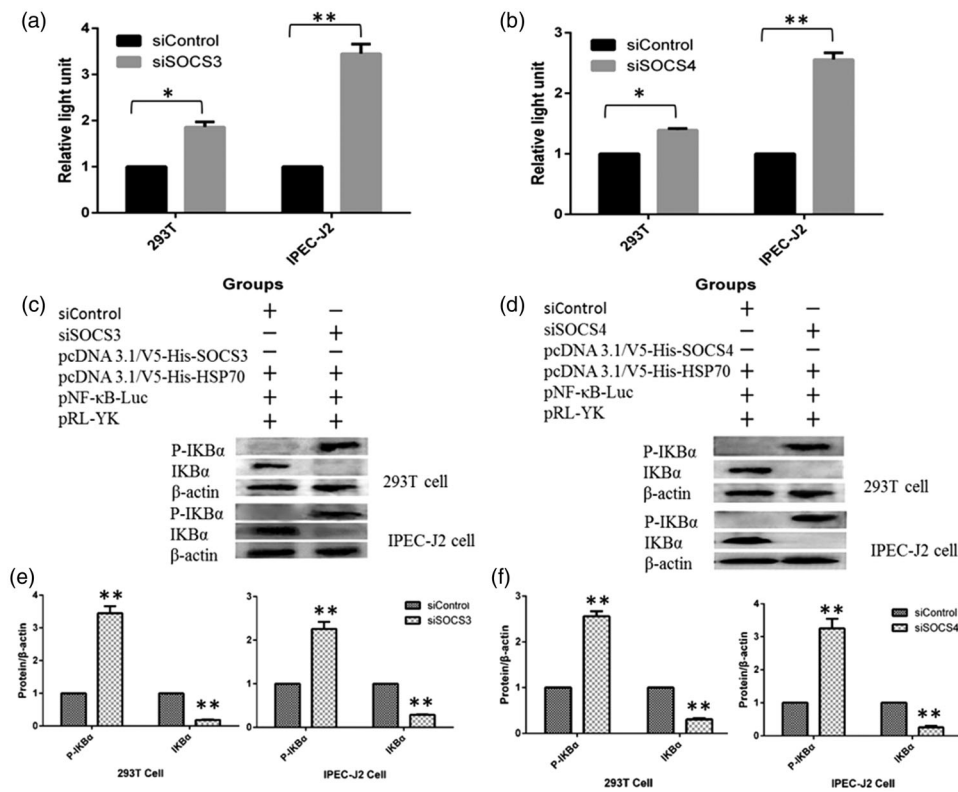 (a)
**
siControl
siSOCS3
*
Relative light unit
4
3
2
1
0
293T
IPEC-J2
Groups
(b)
**
siControl
siSOCS4
*
Relative light unit
3
2
1
0
293T
IPEC-J2
Groups
(c)
siControl + −
siSOCS3 − +
pcDNA 3.1/V5-His-SOCS3 − −
pcDNA 3.1/V5-His-HSP70 + +
pNF-κB-Luc + +
pRL-YK + +
P-IKBα
IKBα
β-actin
293T cell
P-IKBα
IKBα
β-actin
IPEC-J2 cell
(d)
siControl + −
siSOCS4 − +
pcDNA 3.1/V5-His-SOCS4 − −
pcDNA 3.1/V5-His-HSP70 + +
pNF-κB-Luc + +
pRL-YK + +
P-IKBα
IKBα
β-actin
293T cell
P-IKBα
IKBα
β-actin
IPEC-J2 cell
(e)
Protein/β-actin
4
3
2
1
0
**
**
P-IKBα
IKBα
293T Cell
3
2
1
0
**
**
siControl
siSOCS3
P-IKBα
IKBα
IPEC-J2 Cell
(f)
Protein/β-actin
3
2
1
0
**
**
P-IKBα
IKBα
293T Cell
Protein/β-actin
4
3
2
1
0
**
**
siControl
siSOCS4
P-IKBα
IKBα
IPEC-J2 Cell